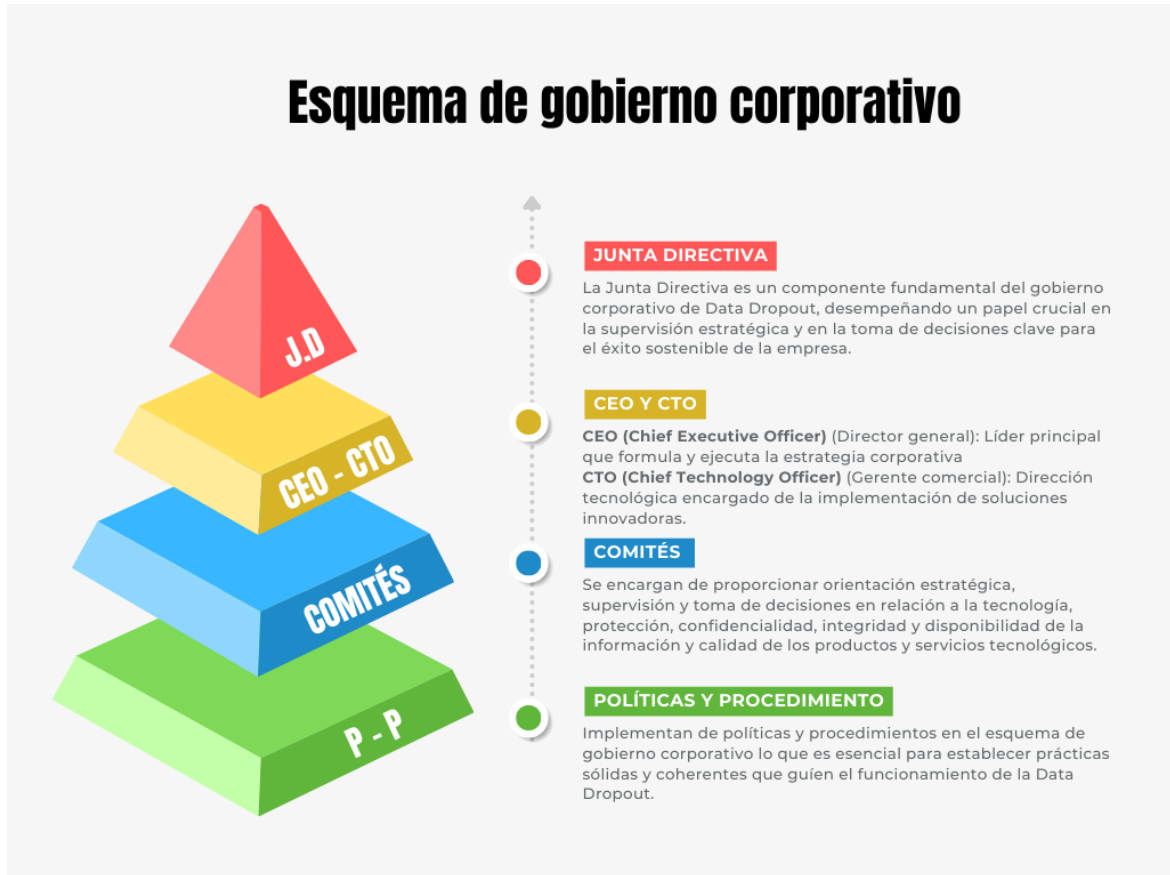 Esquema de gobierno corporativo
J.D
CEO - CTO
COMITÉS
P - P
JUNTA DIRECTIVA
La Junta Directiva es un componente fundamental del gobierno
corporativo de Data Dropout, desempeñando un papel crucial en
la supervisión estratégica y en la toma de decisiones clave para
el éxito sostenible de la empresa.
CEO Y CTO
CEO (Chief Executive Officer) (Director general): Líder principal
que formula y ejecuta la estrategia corporativa
CTO (Chief Technology Officer) (Gerente comercial): Dirección
tecnológica encargado de la implementación de soluciones
innovadoras.
COMITÉS
Se encargan de proporcionar orientación estratégica,
supervisión y toma de decisiones en relación a la tecnología,
protección, confidencialidad, integridad y disponibilidad de la
información y calidad de los productos y servicios tecnológicos.
POLÍTICAS Y PROCEDIMIENTO
Implementan de políticas y procedimientos en el esquema de
gobierno corporativo lo que es esencial para establecer prácticas
sólidas y coherentes que guíen el funcionamiento de la Data
Dropout.